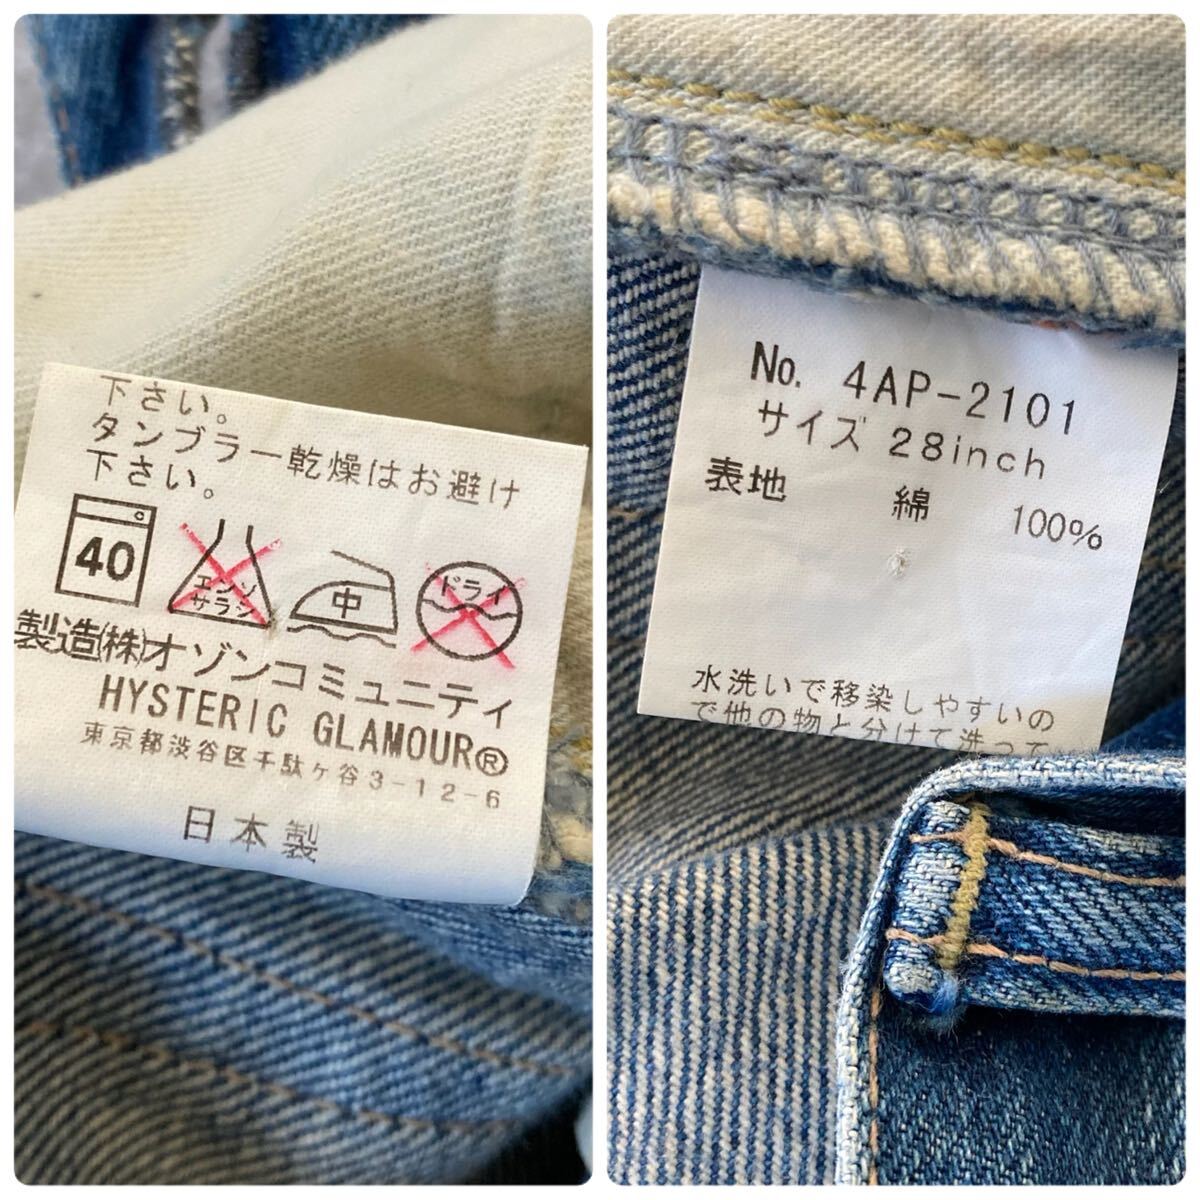 下さい。
タンブラー乾燥はお避け
下さい。
40
エンソ
サラシ
中
ドライ
製造(株)オゾンコミュニティ
HYSTERIC GLAMOUR®
東京都渋谷区千駄ヶ谷3-12-6
日本製
No. 4AP-2101
サイズ 28inch
表地 綿 100%
水洗いで移染しやすいの
で他の物と分けて洗って